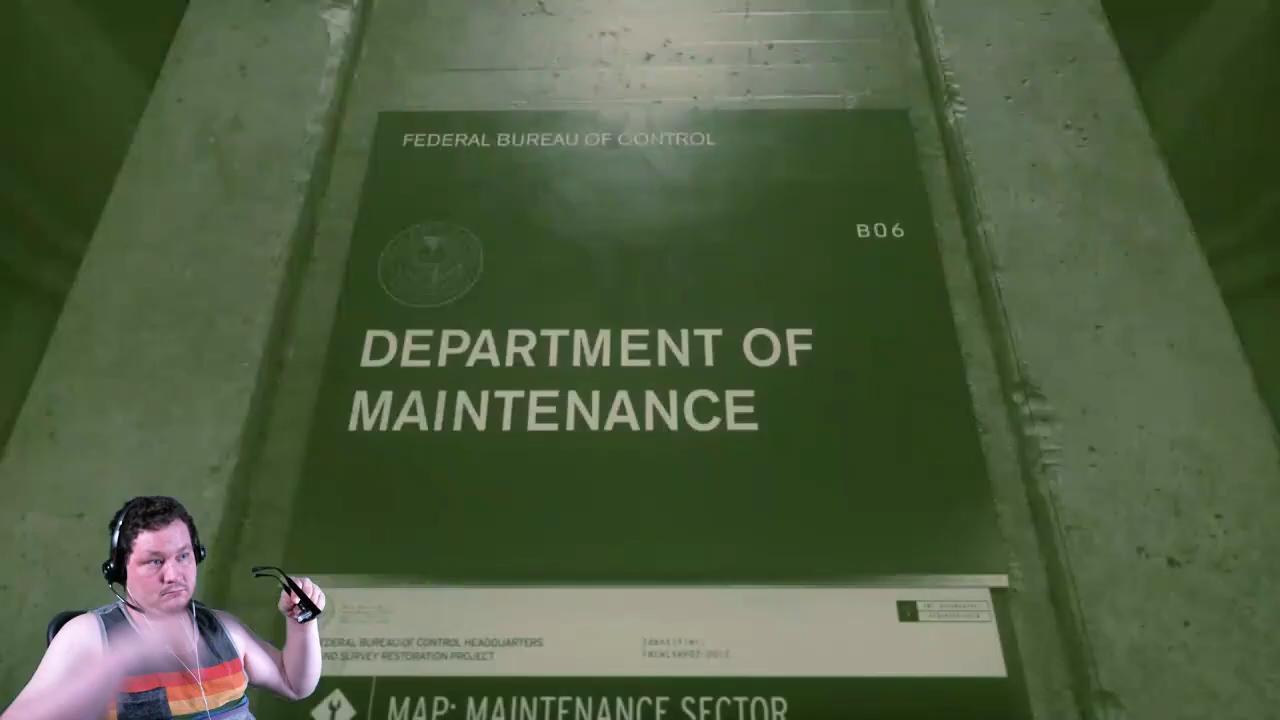 FEDERAL BUREAU OF CONTROL
B06
DEPARTMENT OF
MAINTENANCE
FEDERAL BUREAU OF CONTROL HEADQUARTERS
AND SURVEY RESTORATION PROJECT
Identifier:
MAP: MAINTENANCE SECTOR